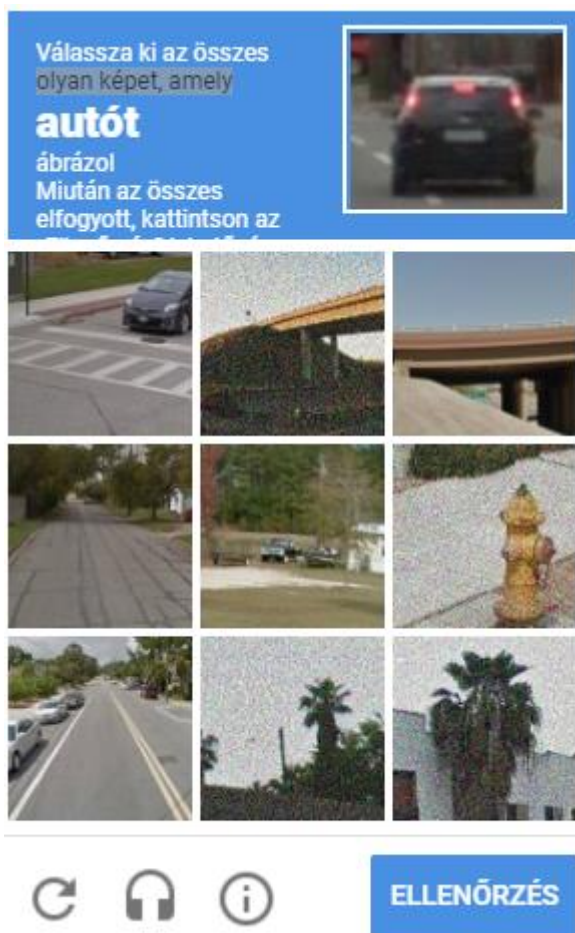 Válassza ki az összes
olyan képet, amely
autót
ábrázol
Miután az összes
elfogyott, kattintson az
ELLENŐRZÉS